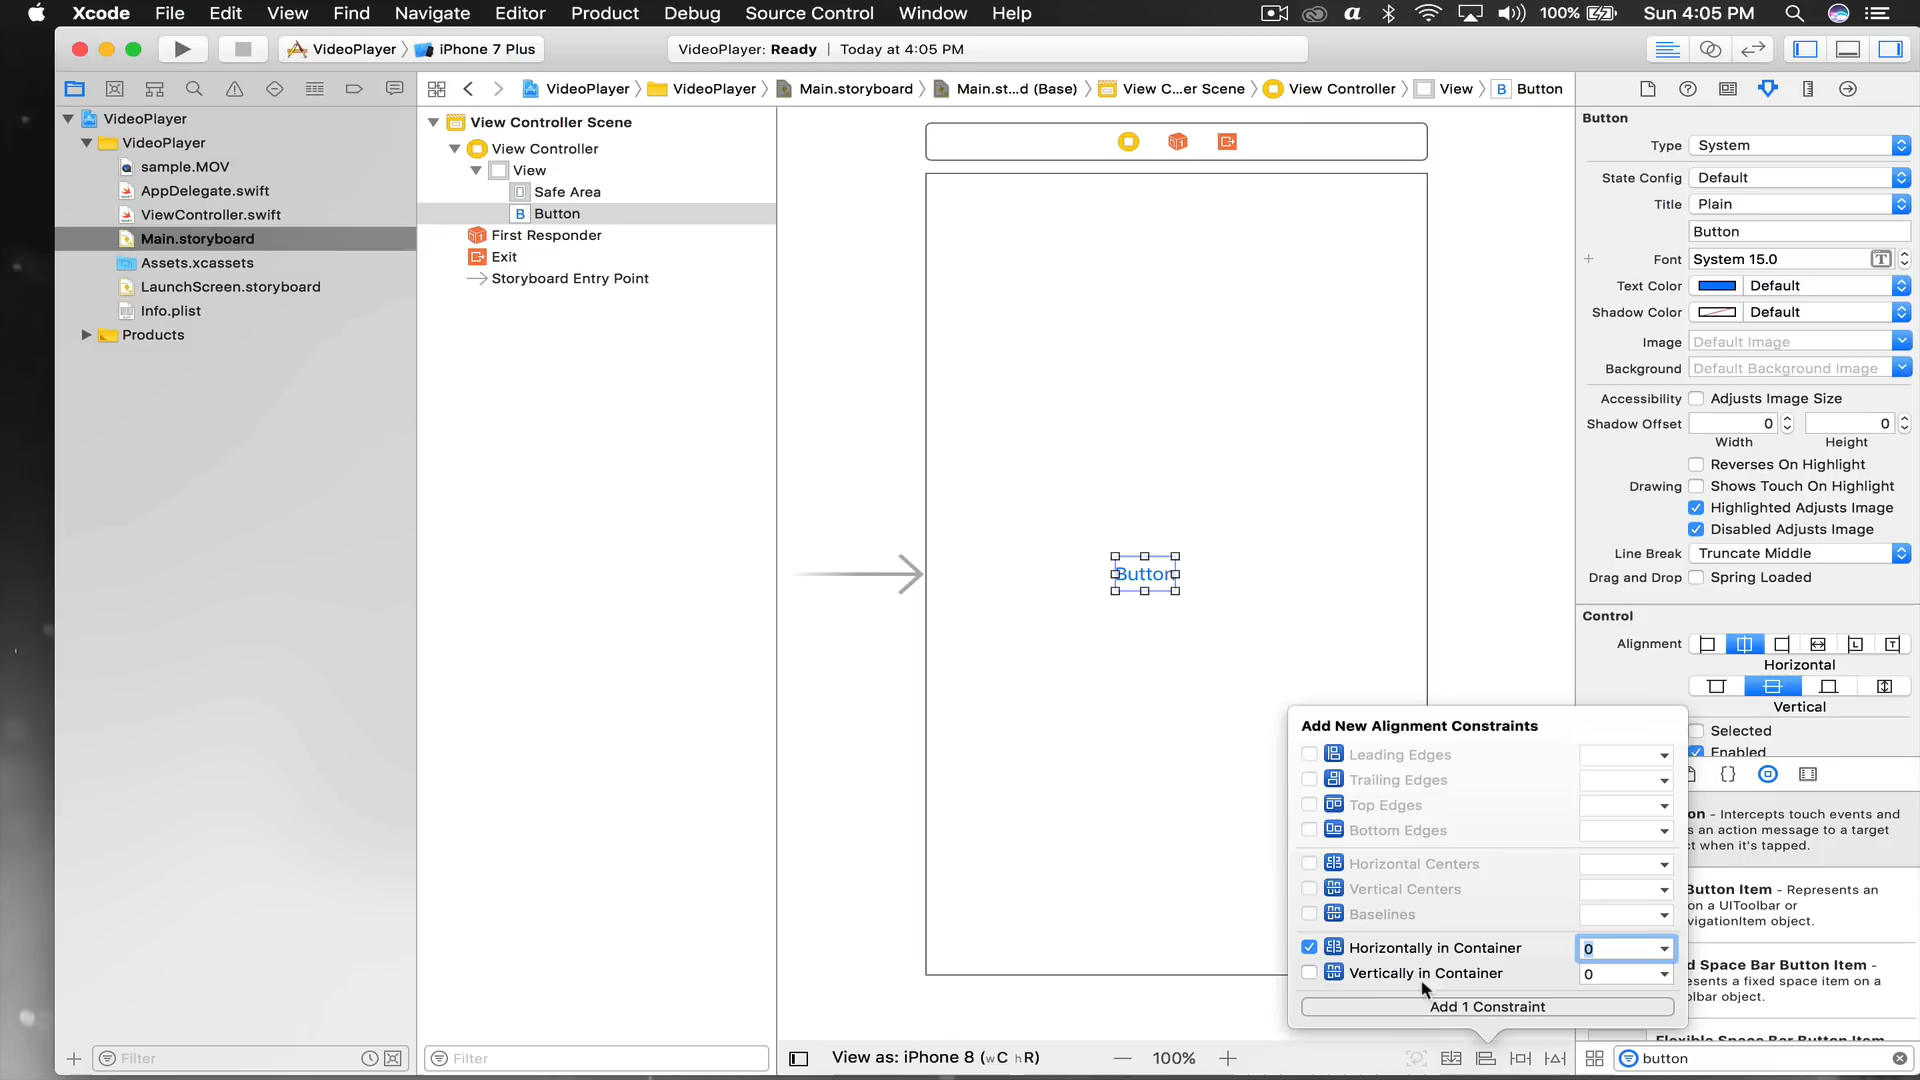 Xcode File Edit View Find Navigate Editor Product Debug Source Control Window Help 100% Sun 4:05 PM
VideoPlayer iPhone 7 Plus VideoPlayer: Ready | Today at 4:05 PM
VideoPlayer VideoPlayer Main.storyboard Main.st...d (Base) View C...er Scene View Controller View B Button
VideoPlayer
VideoPlayer
sample.MOV
AppDelegate.swift
ViewController.swift
Main.storyboard
Assets.xcassets
LaunchScreen.storyboard
Info.plist
Products
Filter
View Controller Scene
View Controller
View
Safe Area
B Button
First Responder
Exit
Storyboard Entry Point
Filter
Button
View as: iPhone 8 (wC hR) 100%
Add New Alignment Constraints
Leading Edges
Trailing Edges
Top Edges
Bottom Edges
Horizontal Centers
Vertical Centers
Baselines
Horizontally in Container 0
Vertically in Container 0
Add 1 Constraint
Button
Type System
State Config Default
Title Plain
Button
Font System 15.0 T
Text Color Default
Shadow Color Default
Image Default Image
Background Default Background Image
Accessibility Adjusts Image Size
Shadow Offset 0 0
Width Height
Reverses On Highlight
Drawing Shows Touch On Highlight
Highlighted Adjusts Image
Disabled Adjusts Image
Line Break Truncate Middle
Drag and Drop Spring Loaded
Control
Alignment
Horizontal
Vertical
Selected
Enabled
on - Intercepts touch events and
s an action message to a target
ct when it's tapped.
Button Item - Represents an
on a UIToolbar or
vigationItem object.
d Space Bar Button Item -
esents a fixed space item on a
olbar object.
Flexible Space Bar Button Item
button